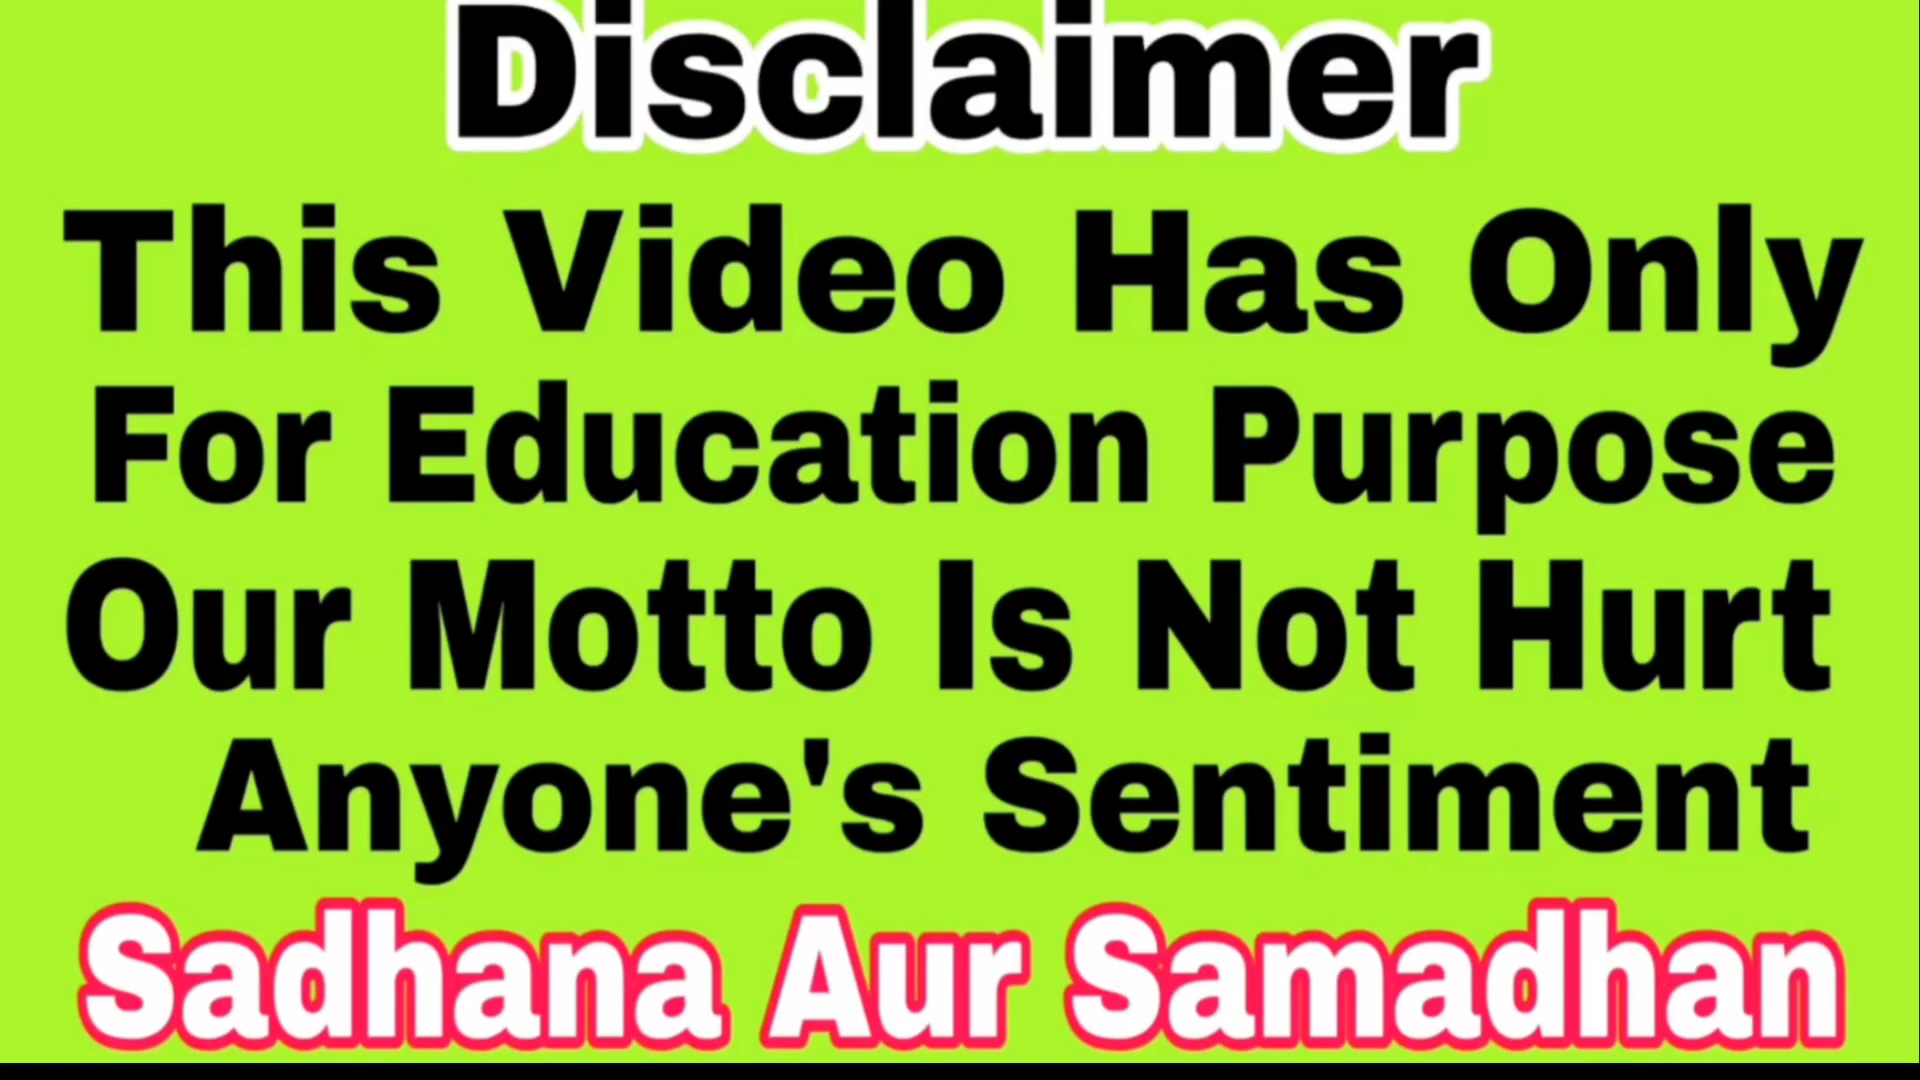 Disclaimer
This Video Has Only
For Education Purpose
Our Motto Is Not Hurt
Anyone's Sentiment
Sadhana Aur Samadhan